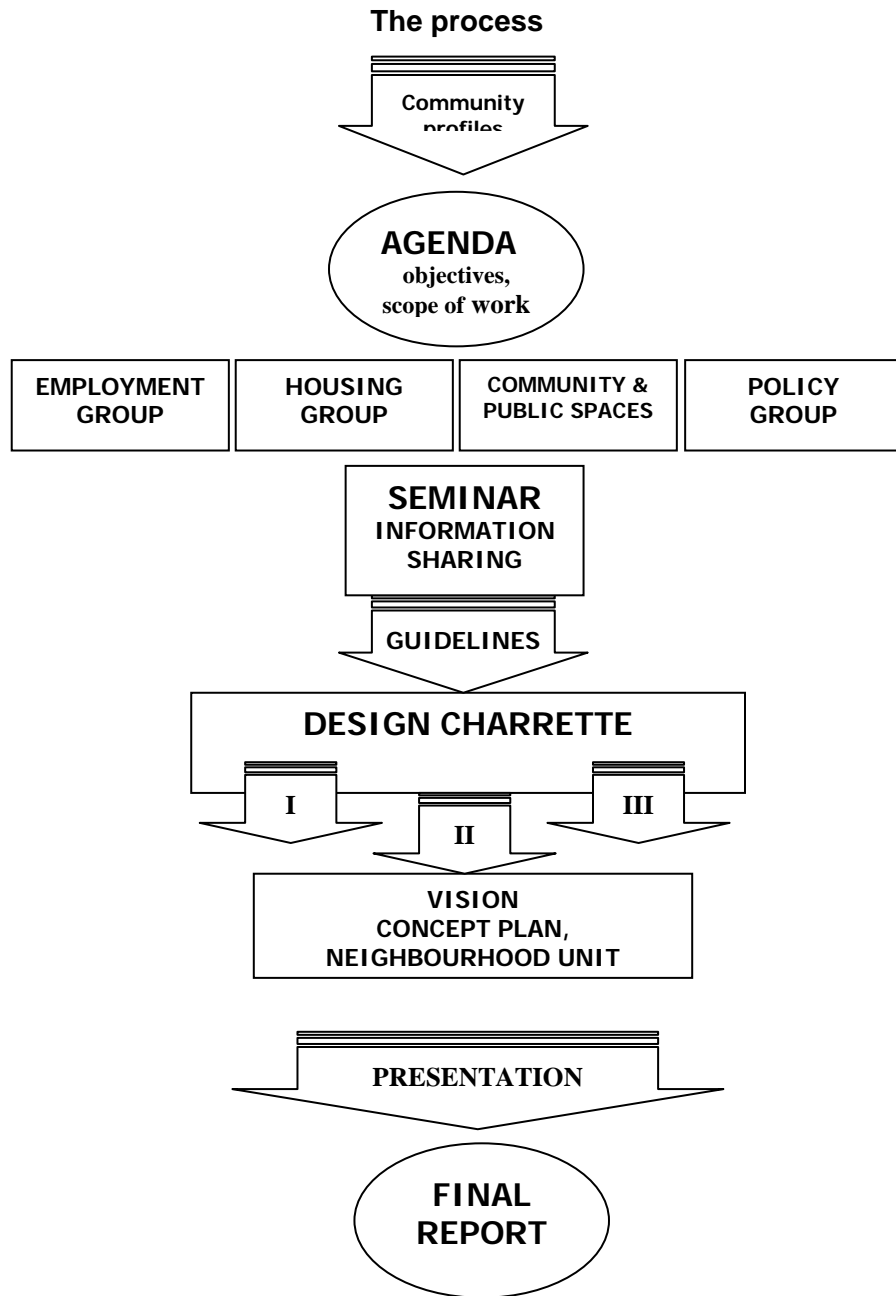 The process
Community
profiles
AGENDA
objectives,
scope of work
EMPLOYMENT
GROUP
HOUSING
GROUP
COMMUNITY &
PUBLIC SPACES
POLICY
GROUP
SEMINAR
INFORMATION
SHARING
GUIDELINES
DESIGN CHARRETTE
I
II
III
VISION
CONCEPT PLAN,
NEIGHBOURHOOD UNIT
PRESENTATION
FINAL
REPORT